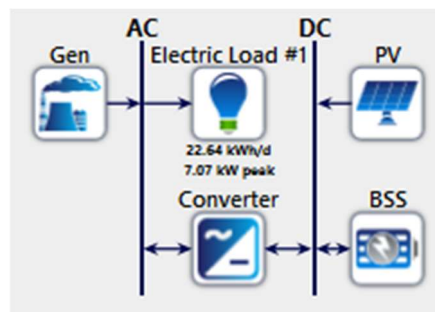 AC DC
Gen Electric Load #1 PV
22.64 kWh/d
7.07 kW peak
Converter BSS